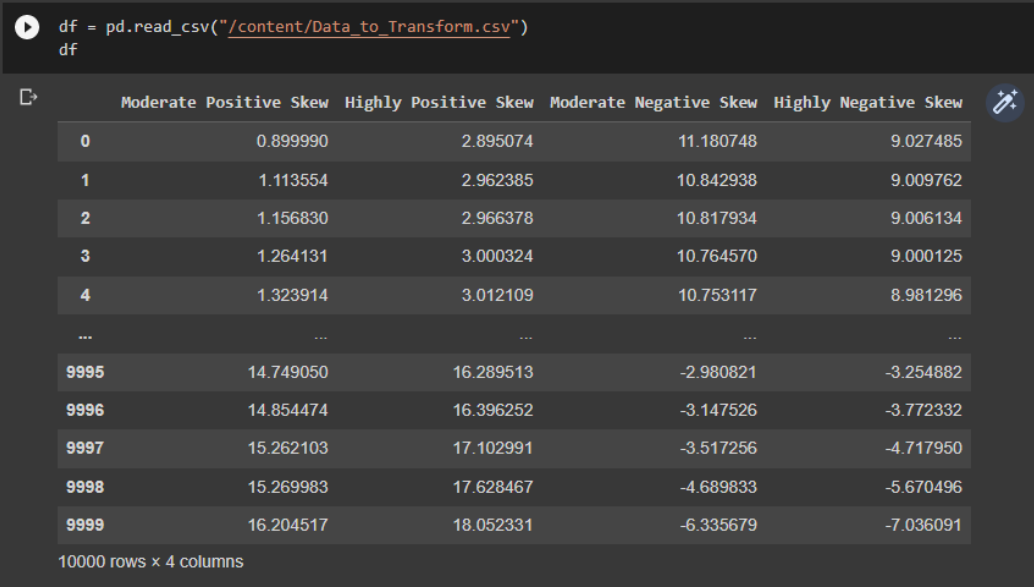 df = pd.read_csv("/content/Data_to_Transform.csv")
df
Moderate Positive Skew Highly Positive Skew Moderate Negative Skew Highly Negative Skew
0 0.899990 2.895074 11.180748 9.027485
1 1.113554 2.962385 10.842938 9.009762
2 1.156830 2.966378 10.817934 9.006134
3 1.264131 3.000324 10.764570 9.000125
4 1.323914 3.012109 10.753117 8.981296
... ... ... ... ...
9995 14.749050 16.289513 -2.980821 -3.254882
9996 14.854474 16.396252 -3.147526 -3.772332
9997 15.262103 17.102991 -3.517256 -4.717950
9998 15.269983 17.628467 -4.689833 -5.670496
9999 16.204517 18.052331 -6.335679 -7.036091
10000 rows × 4 columns